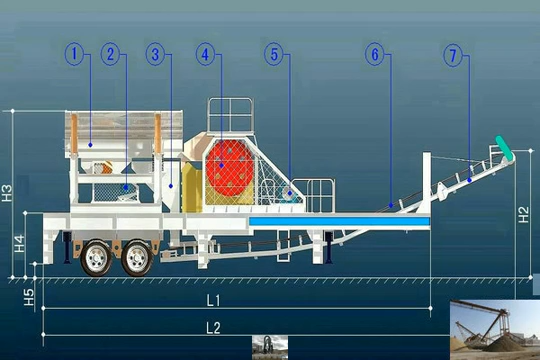 ① ② ③ ④ ⑤ ⑥ ⑦
H3
H4
H5
H2
L1
L2